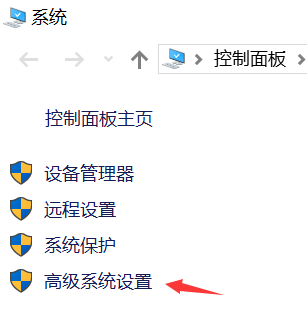 系统
控制面板
控制面板主页
设备管理器
远程设置
系统保护
高级系统设置